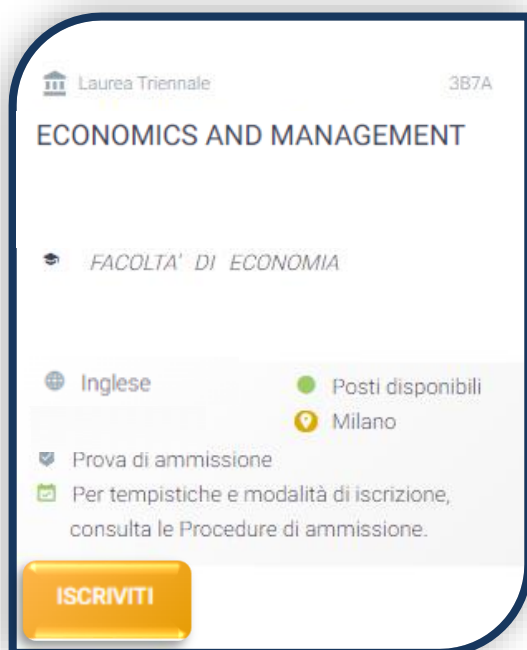 Laurea Triennale 3B7A
ECONOMICS AND MANAGEMENT
FACOLTA' DI ECONOMIA
Inglese Posti disponibili
Milano
Prova di ammissione
Per tempistiche e modalità di iscrizione,
consulta le Procedure di ammissione.
ISCRIVITI